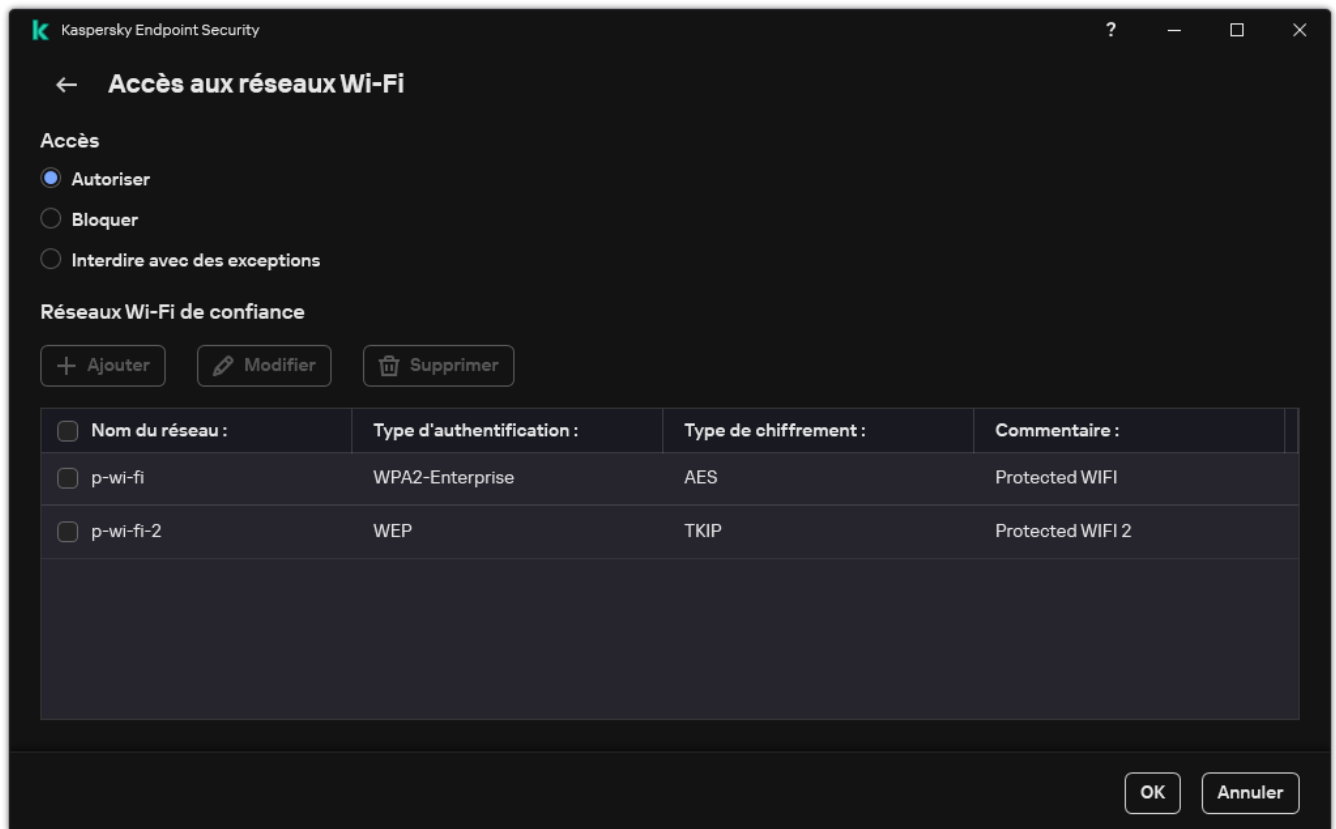 Kaspersky Endpoint Security ?
Accès aux réseaux Wi-Fi
Accès
Autoriser
Bloquer
Interdire avec des exceptions
Réseaux Wi-Fi de confiance
Ajouter Modifier Supprimer
Nom du réseau : Type d'authentification : Type de chiffrement : Commentaire :
p-wi-fi WPA2-Enterprise AES Protected WIFI
p-wi-fi-2 WEP TKIP Protected WIFI 2
OK Annuler